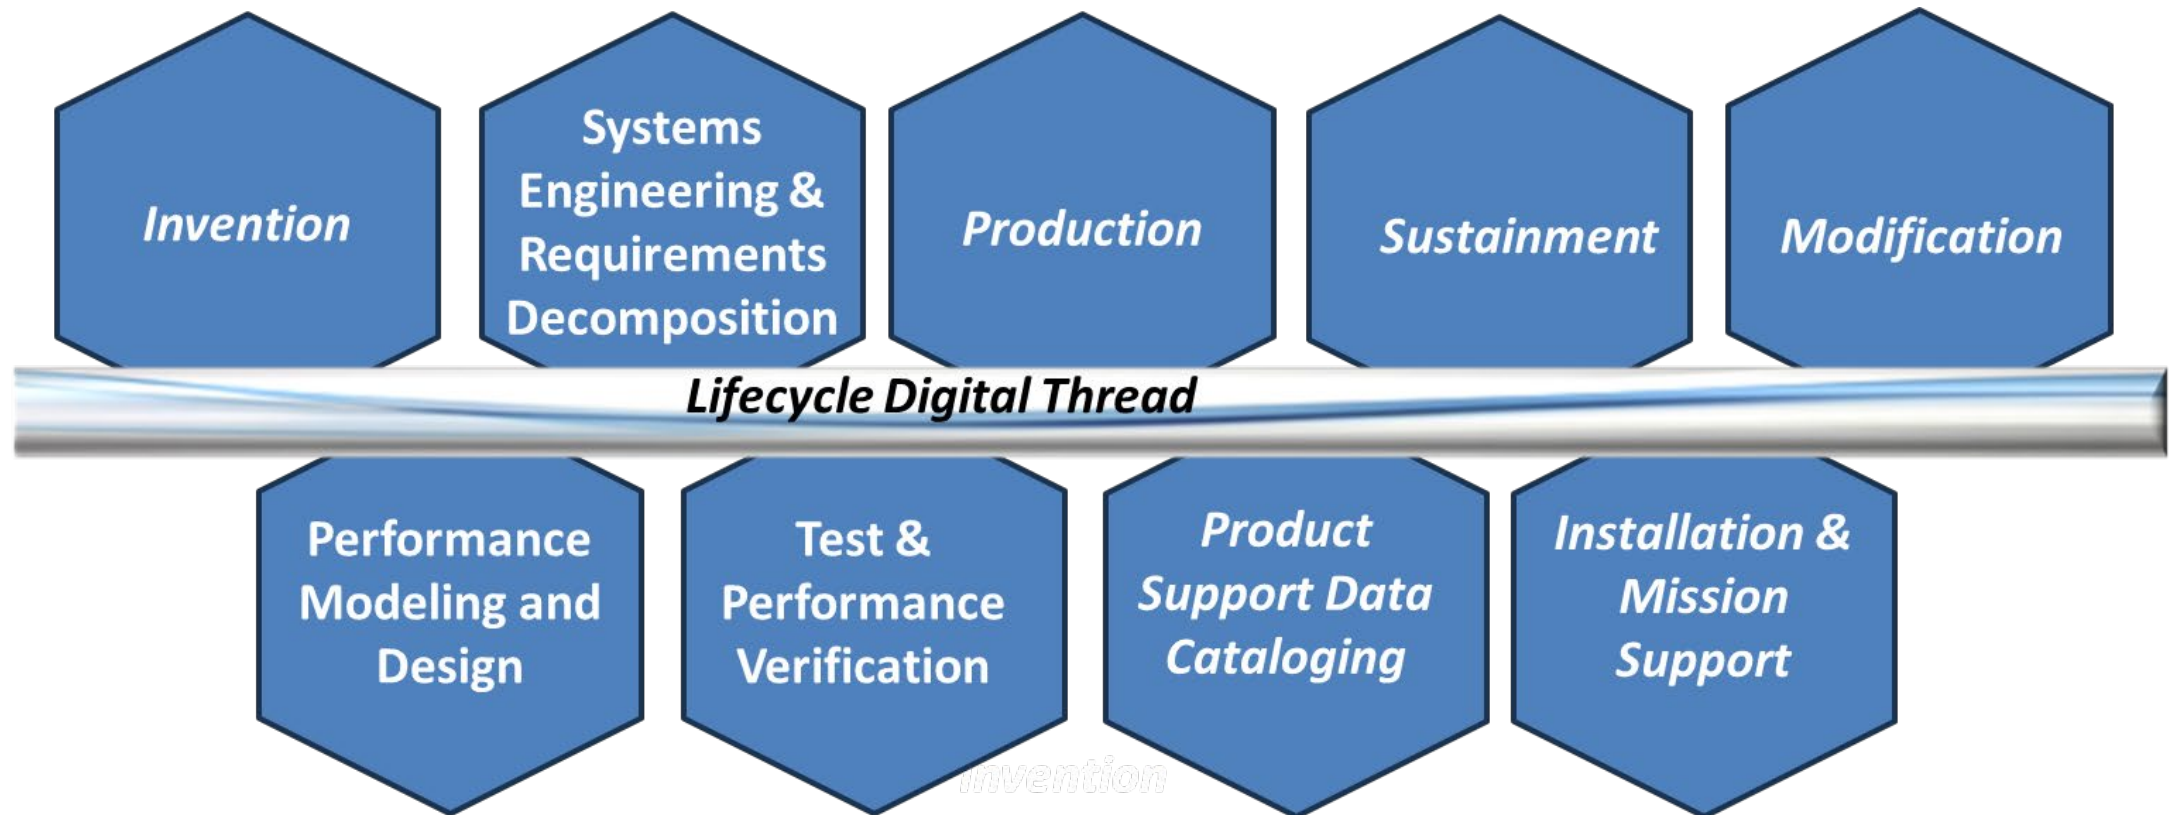 Invention
Systems
Engineering &
Requirements
Decomposition
Production
Sustainment
Modification
Lifecycle Digital Thread
Performance
Modeling and
Design
Test &
Performance
Verification
Product
Support Data
Cataloging
Installation &
Mission
Support
Invention